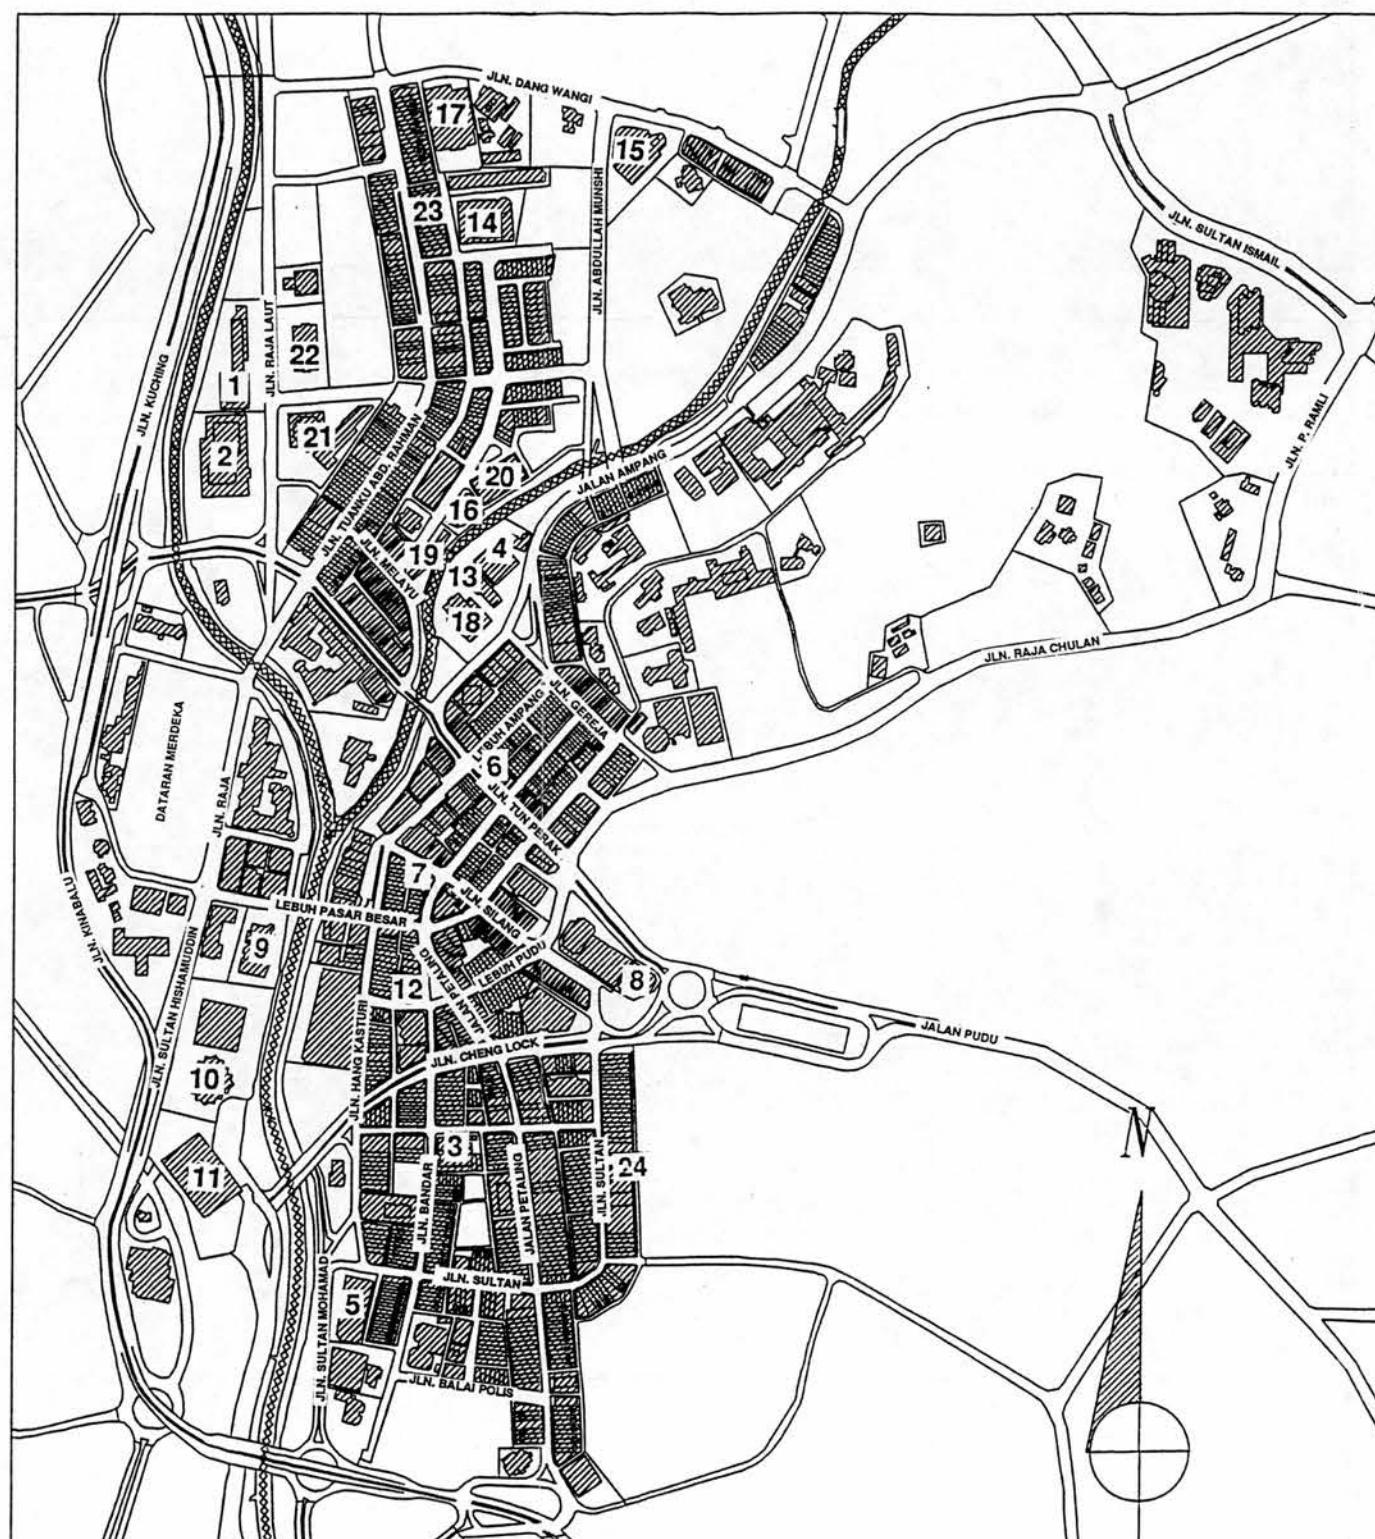 JLN. DANG WANGI
17
15
23
14
JLN. ABDULLAH MUNSHI
JLN. SULTAN ISMAIL
JLN. RAJA LAUT
22
1
JLN. KUCHING
JLN. P. RAMLI
2
21
JLN. TUANKU ABD. RAHMAN
20
JALAN AMPANG
16
19
4
JLN. MELAYU
13
18
JLN. RAJA CHULAN
JLN. GEREJA
LEBUH AMPANG
DATARAN MERDEKA
6
JLN. RAJA
JLN. TUN PERAK
7
JLN. KINABALU
LEBUH PASAR BESAR
JLN. SILANG
9
LEBUH PUDU
JALAN PETALING
8
12
JLN. SULTAN HISHAMUDDIN
JALAN PUDU
JLN. HANG KASTURI
JLN. CHENG LOCK
10
N
3
24
11
JLN. BANDAR
JALAN PETALING
JLN. SULTAN
JLN. SULTAN
5
JLN. SULTAN MOHAMAD
JLN. BALAI POLIS